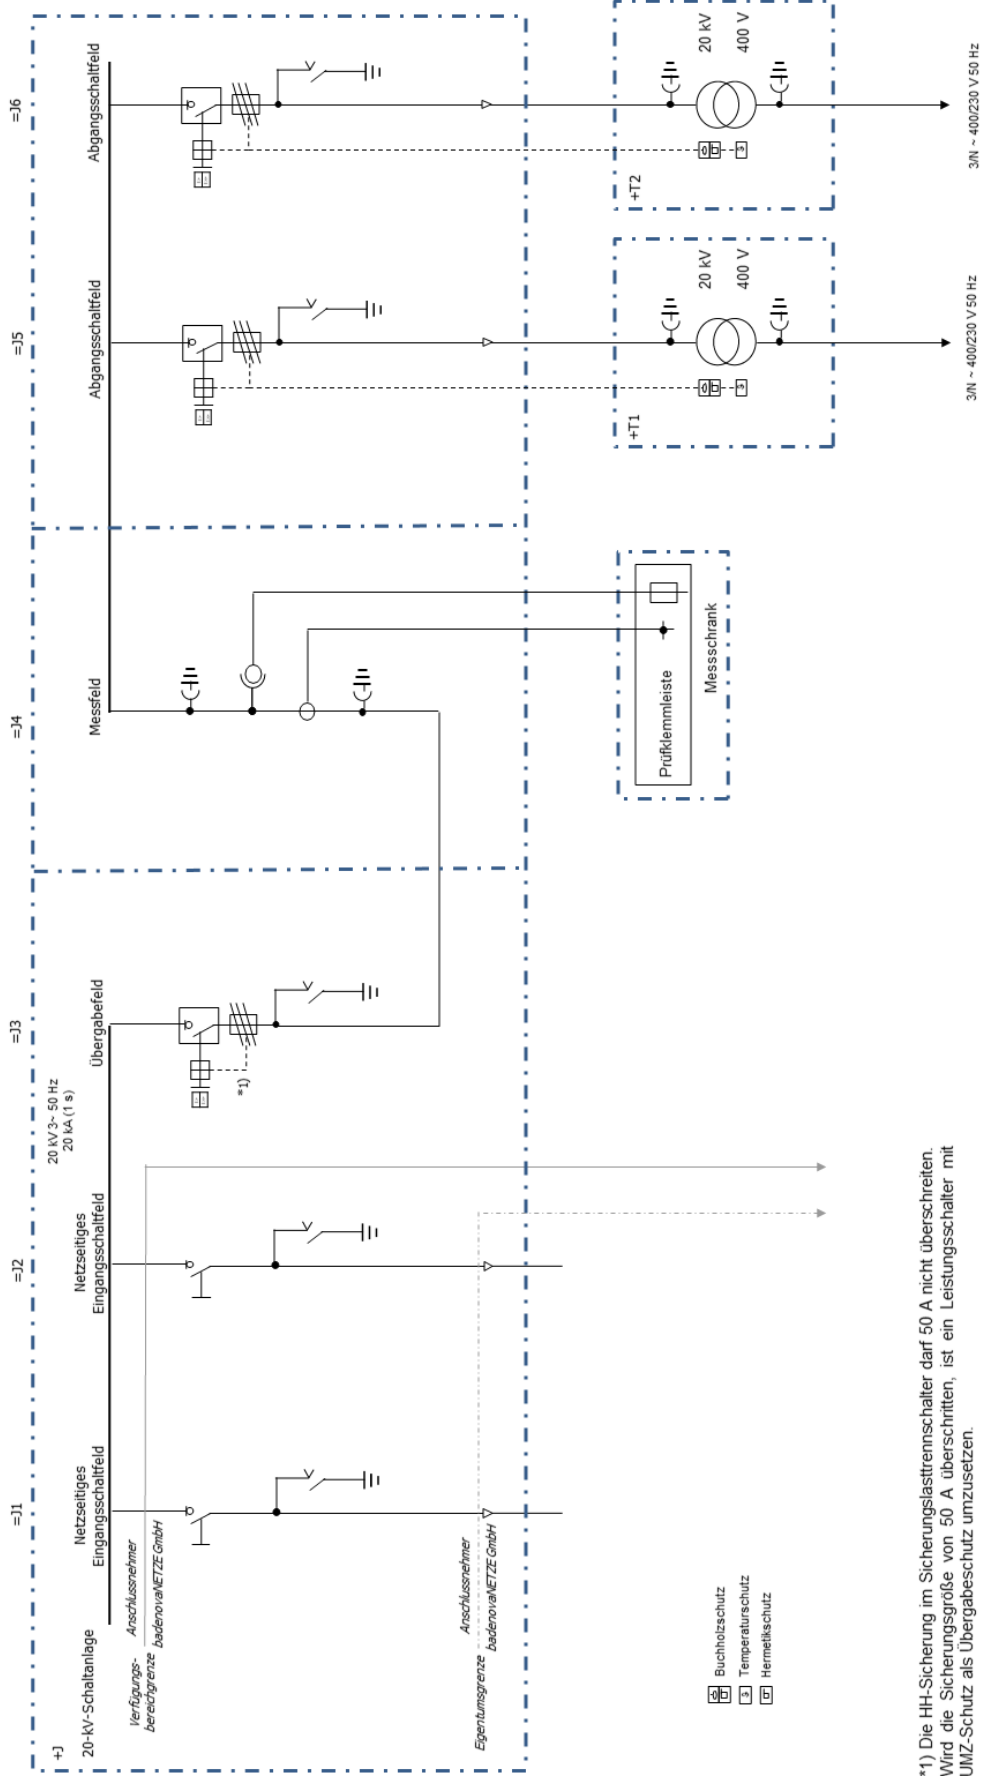 =J1
=J2
=J3
=J4
=J5
=J6
+J
20-kV-Schaltanlage
20 kV 3~ 50 Hz
20 kA (1 s)
Netzseitiges
Eingangsschaltfeld
Netzseitiges
Eingangsschaltfeld
Übergabefeld
Messfeld
Abgangsschaltfeld
Abgangsschaltfeld
Verfügungs-
bereichgrenze
Anschlussnehmer
badenovaNETZE GmbH
*1)
Eigentumsgrenze
Anschlussnehmer
badenovaNETZE GmbH
Prüfklemmleiste
Messschrank
+T1
20 kV
400 V
+T2
20 kV
400 V
3/N ~ 400/230 V 50 Hz
3/N ~ 400/230 V 50 Hz
Buchholzschutz
Temperaturschutz
Hermetikschutz
*1) Die HH-Sicherung im Sicherungslasttrennschalter darf 50 A nicht überschreiten.
Wird die Sicherungsgröße von 50 A überschritten, ist ein Leistungsschalter mit
UMZ-Schutz als Übergabeschutz umzusetzen.